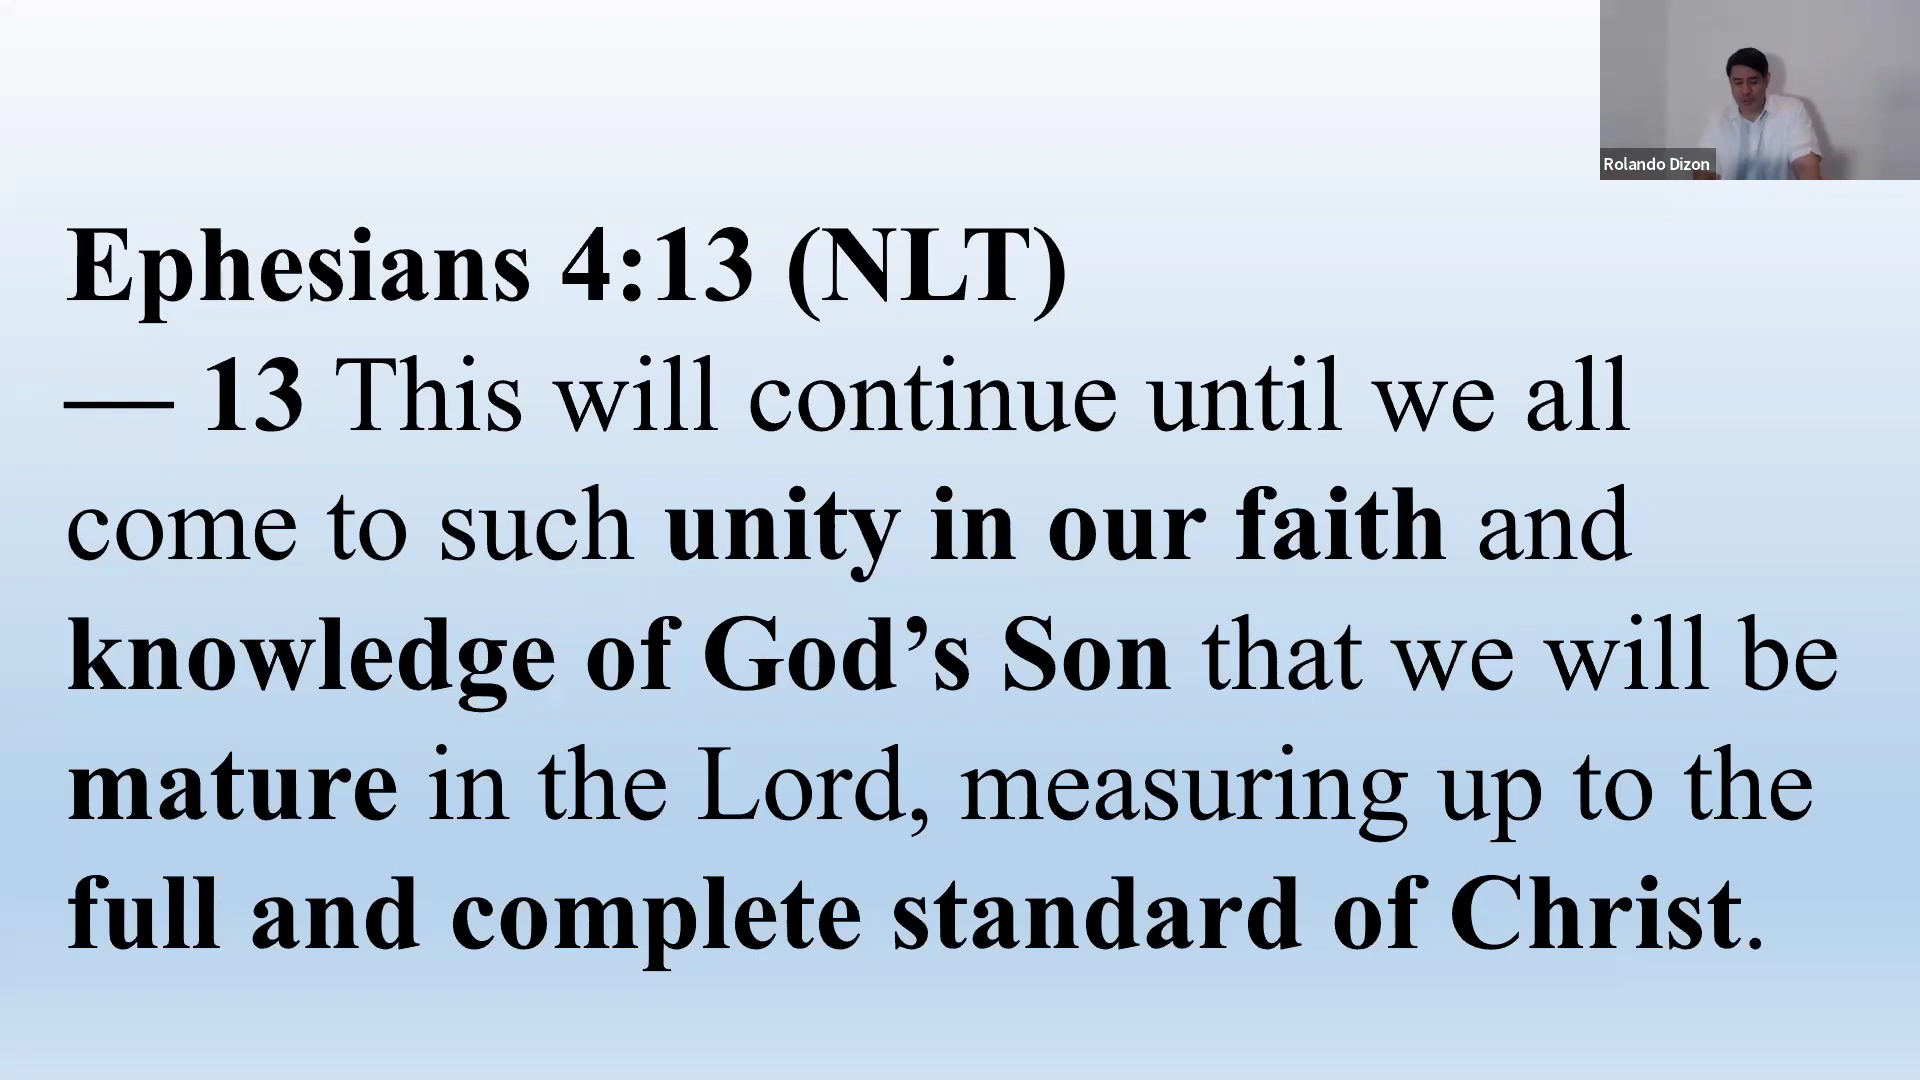 Rolando Dizon
Ephesians 4:13 (NLT)
— 13 This will continue until we all
come to such unity in our faith and
knowledge of God’s Son that we will be
mature in the Lord, measuring up to the
full and complete standard of Christ.